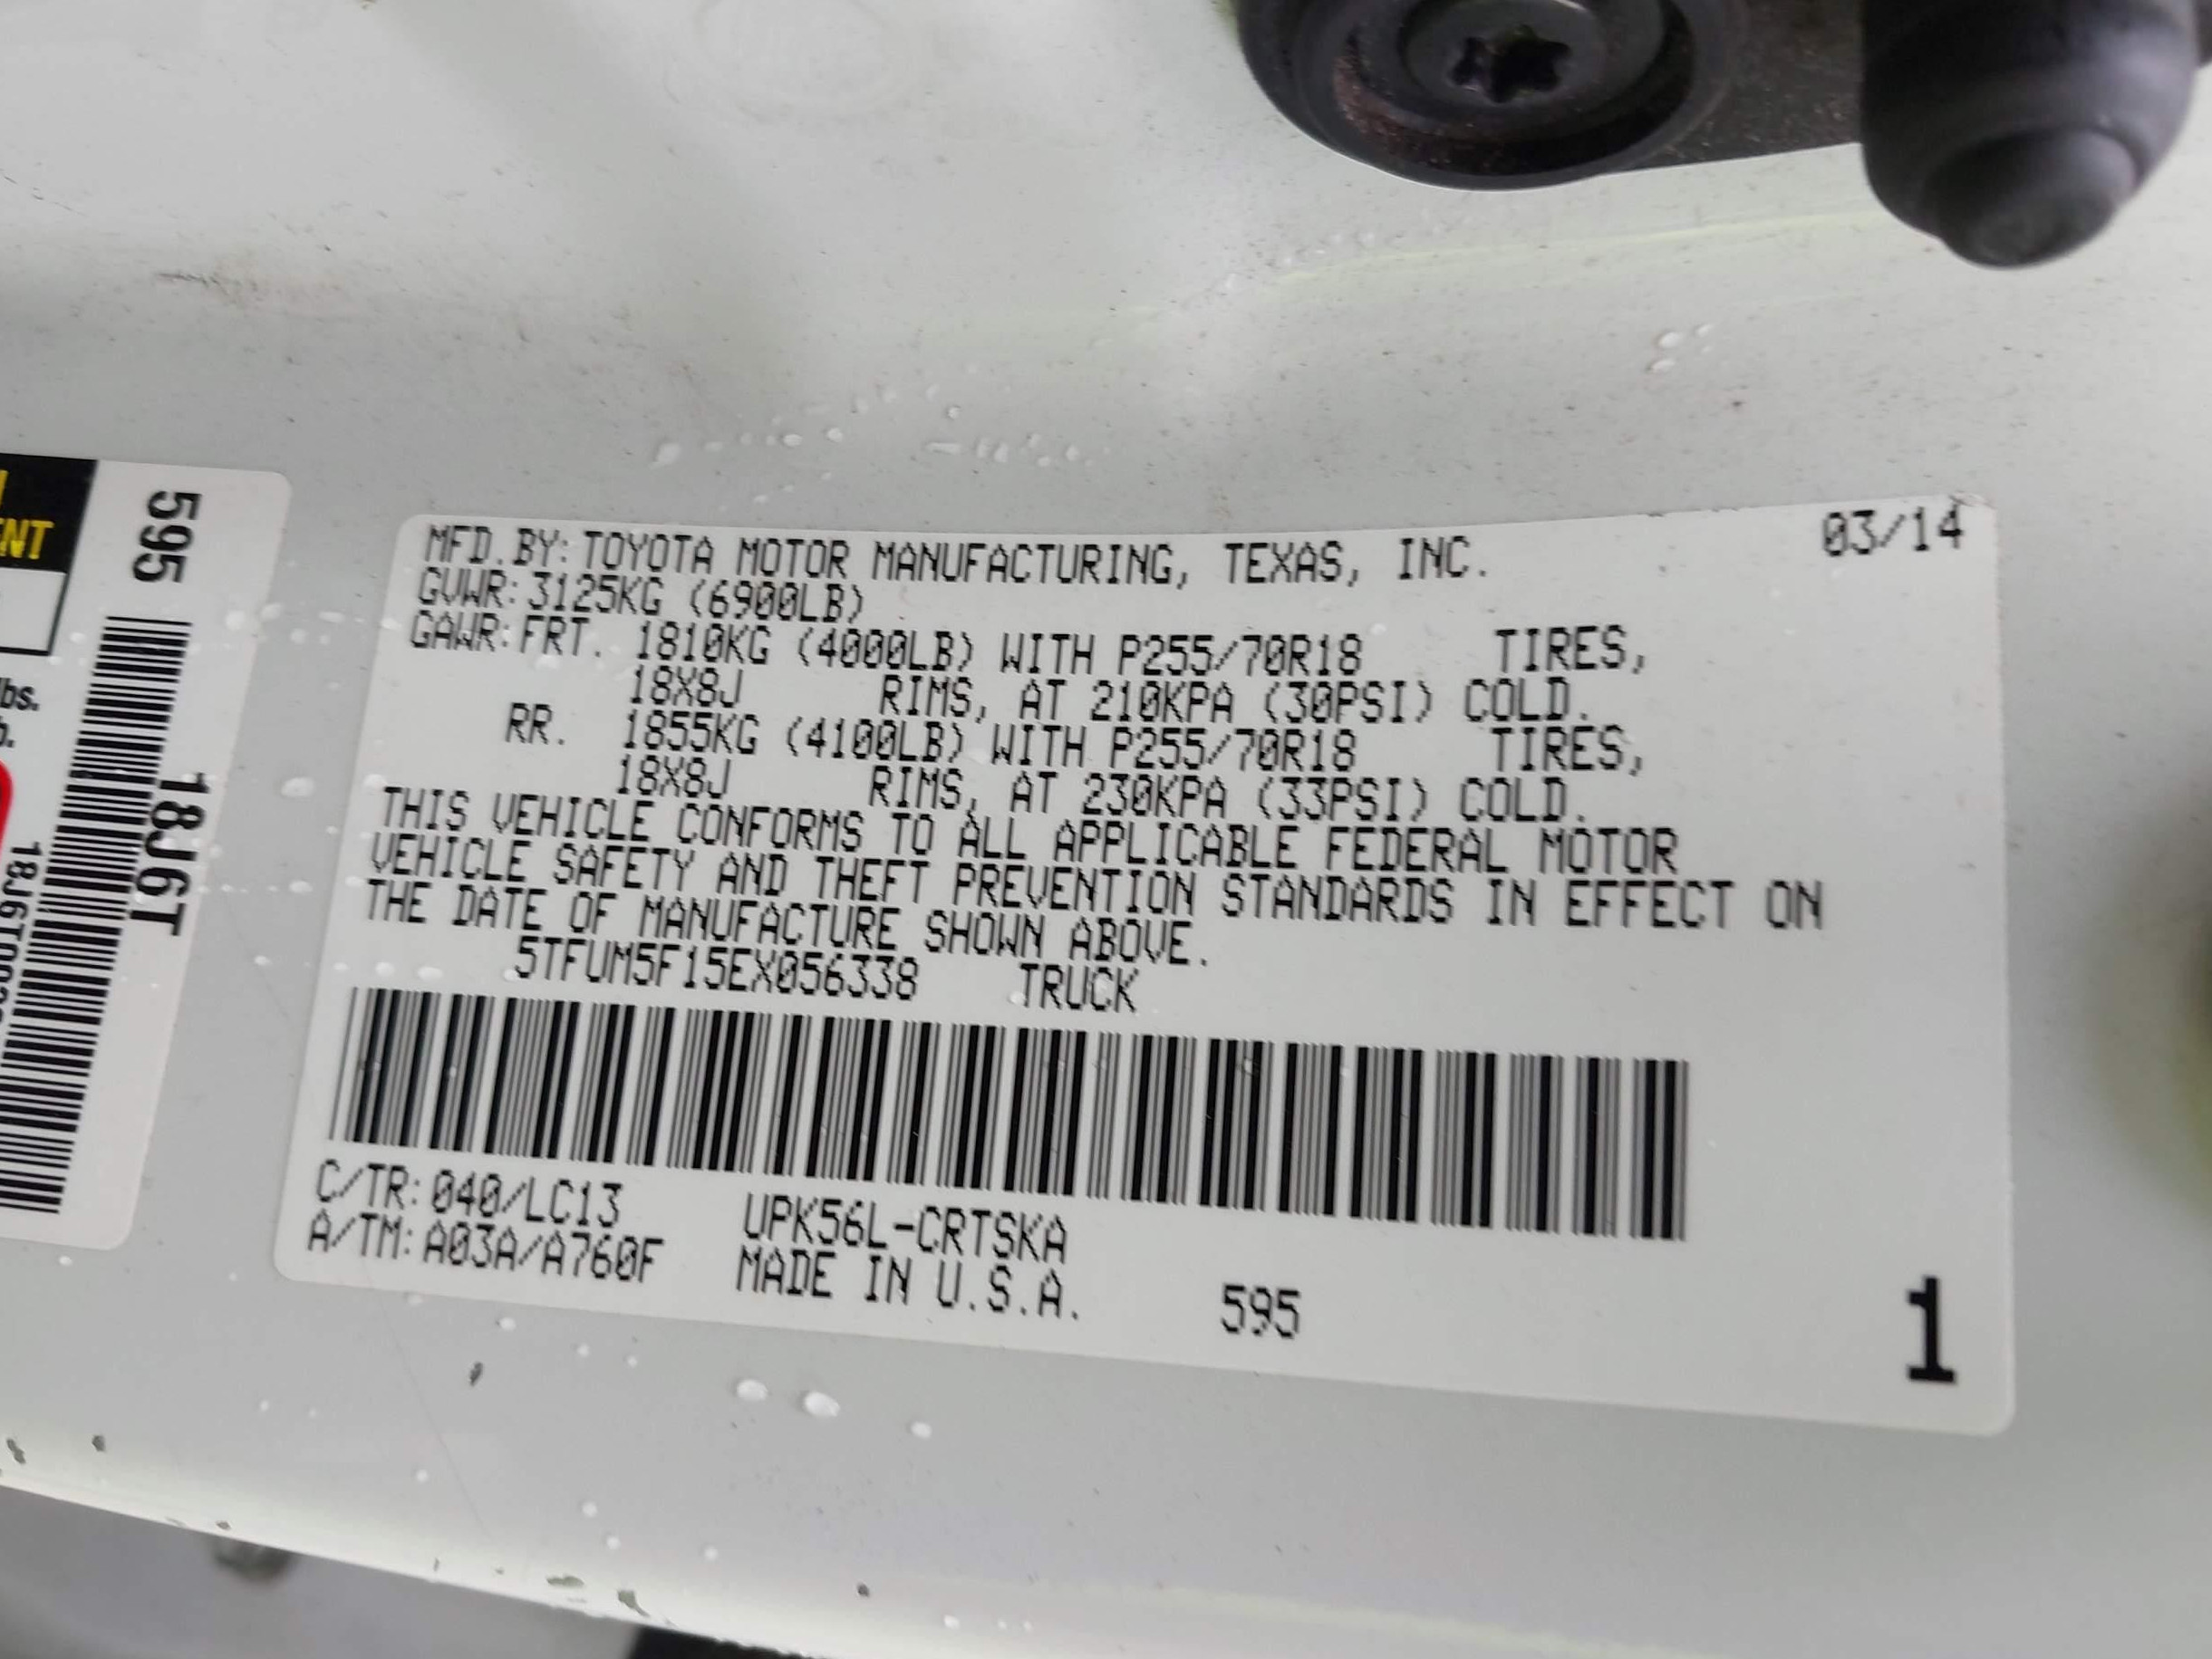 MFD.BY: TOYOTA MOTOR MANUFACTURING, TEXAS, INC. 03/14
GVWR: 3125KG (6900LB)
GAWR: FRT. 1810KG (4000LB) WITH P255/70R18 TIRES,
18X8J RIMS, AT 210KPA (30PSI) COLD.
RR. 1855KG (4100LB) WITH P255/70R18 TIRES,
18X8J RIMS, AT 230KPA (33PSI) COLD.
THIS VEHICLE CONFORMS TO ALL APPLICABLE FEDERAL MOTOR
VEHICLE SAFETY AND THEFT PREVENTION STANDARDS IN EFFECT ON
THE DATE OF MANUFACTURE SHOWN ABOVE.
5TFUM5F15EX056338 TRUCK
C/TR: 040/LC13 UPK56L-CRTSKA
A/TM: A03A/A760F MADE IN U.S.A. 595
1
595
18J6T
lbs.